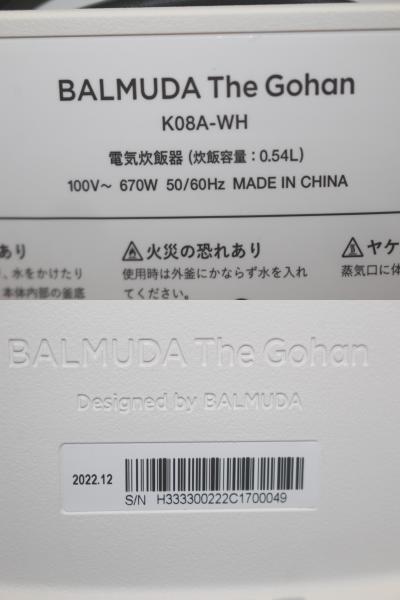 BALMUDA The Gohan
K08A-WH
電気炊飯器 (炊飯容量：0.54L)
100V～ 670W 50/60Hz MADE IN CHINA
あり
、水をかけたり
本体内部の釜底
火災の恐れあり
使用時は外釜にかならず水を入れ
てください。
ヤケ
蒸気口に体
BALMUDA The Gohan
Designed by BALMUDA
2022.12
S/N H333300222C1700049